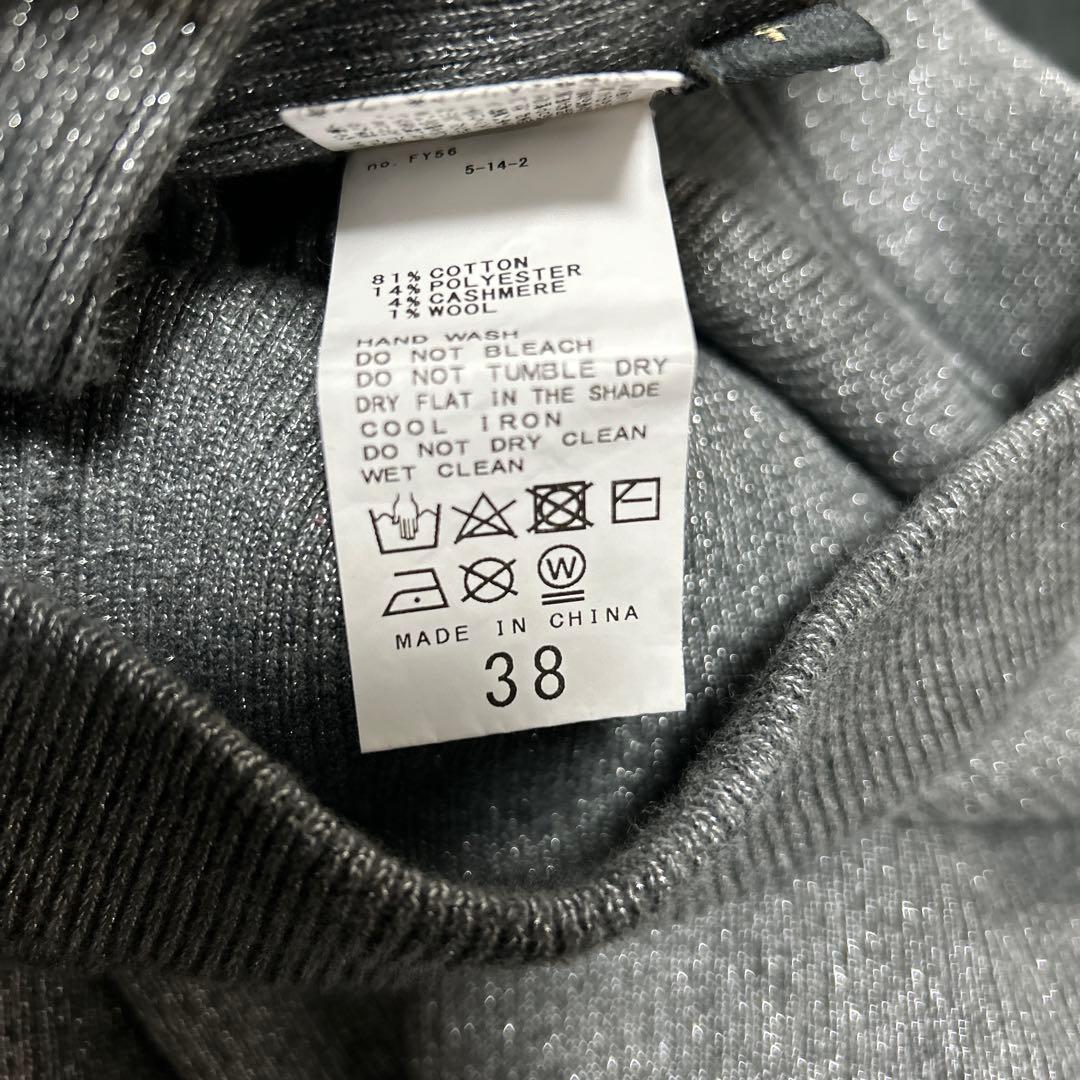 no. FY56
5-14-2
81% COTTON
14% POLYESTER
4% CASHMERE
1% WOOL
HAND WASH
DO NOT BLEACH
DO NOT TUMBLE DRY
DRY FLAT IN THE SHADE
COOL IRON
DO NOT DRY CLEAN
WET CLEAN
W
MADE IN CHINA
38